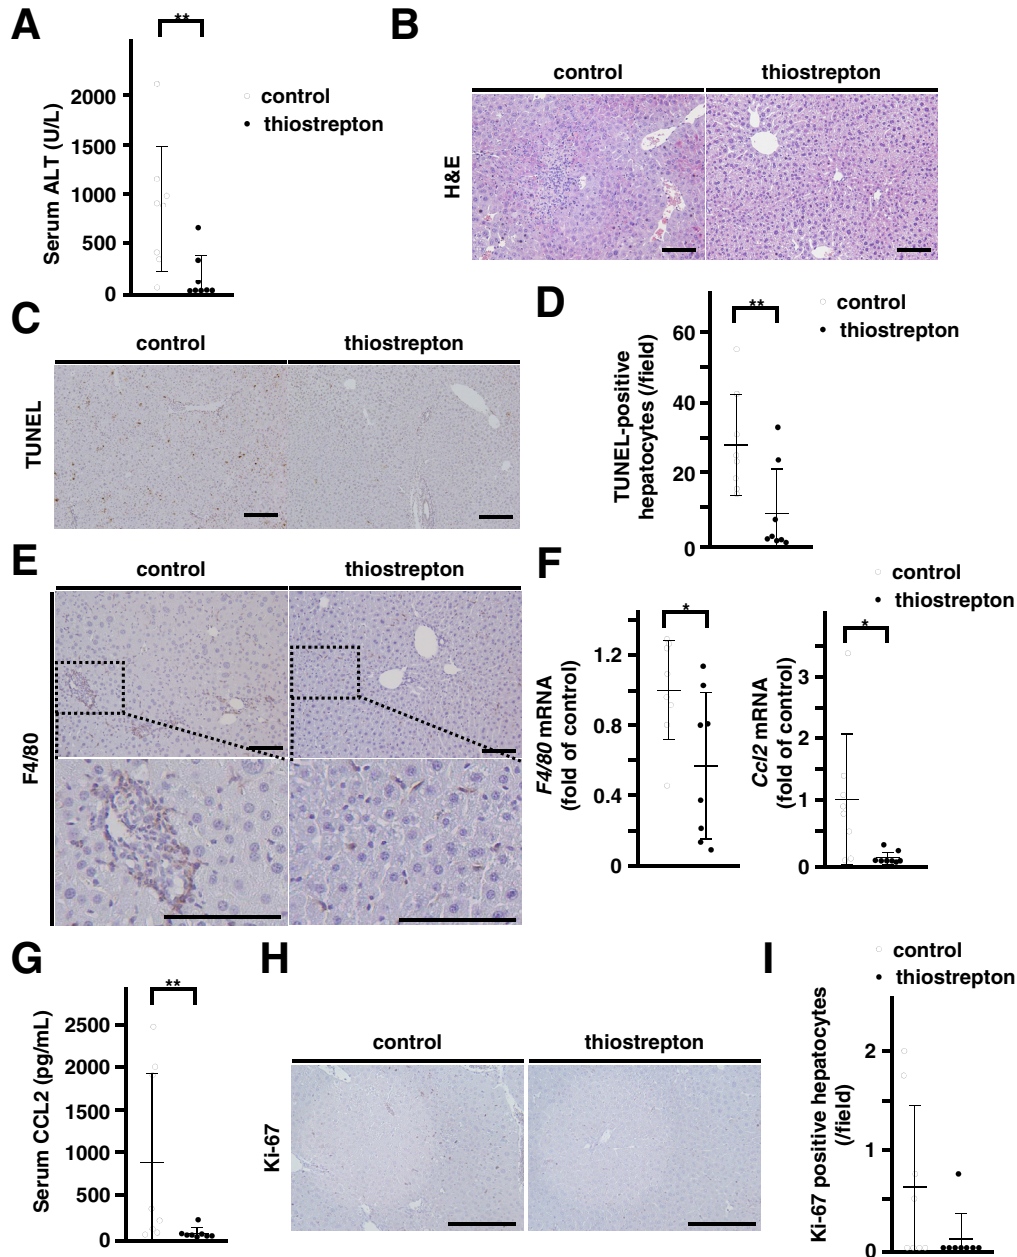 A
**
2000
1500
1000
500
0
Serum ALT (U/L)
control
thiostrepton
B
control
thiostrepton
H&E
C
control
thiostrepton
TUNEL
D
**
60
40
20
0
TUNEL-positive
hepatocytes (/field)
control
thiostrepton
E
control
thiostrepton
F4/80
F
control
thiostrepton
*
1.2
0.8
0.4
0
F4/80 mRNA
(fold of control)
*
3
2
1
0
Ccl2 mRNA
(fold of control)
G
**
2500
2000
1500
1000
500
0
Serum CCL2 (pg/mL)
H
control
thiostrepton
Ki-67
I
control
thiostrepton
2
1
0
Ki-67 positive hepatocytes
(/field)